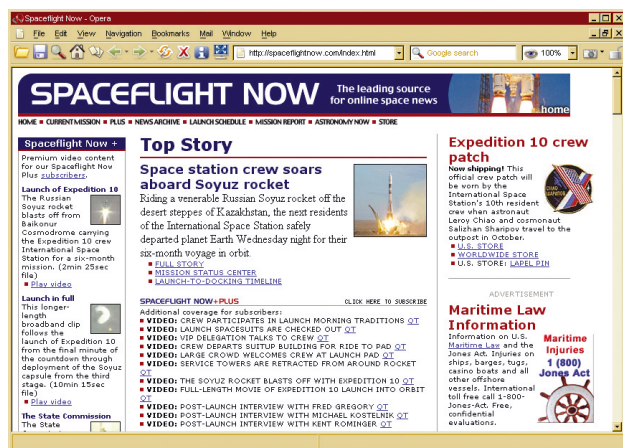 Spaceflight Now - Opera
File Edit View Navigation Bookmarks Mail Window Help
http://spaceflightnow.com/index.html
Google search
100%
SPACEFLIGHT NOW
The leading source
for online space news
home
HOME CURRENT MISSION PLUS NEWS ARCHIVE LAUNCH SCHEDULE MISSION REPORT ASTRONOMY NOW STORE
Spaceflight Now +
Premium video content
for our Spaceflight Now
Plus subscribers.
Launch of Expedition 10
The Russian
Soyuz rocket
blasts off from
Baikonur
Cosmodrome carrying
the Expedition 10 crew
International Space
Station for a six-month
mission. (2min 25sec
file)
Play video
Launch in full
This longer-
length
broadband clip
follows the
launch of Expedition 10
from the final minute of
the countdown through
deployment of the Soyuz
capsule from the third
stage. (10min 15sec
file)
Play video
The State Commission
The State
Top Story
Space station crew soars
aboard Soyuz rocket
Riding a venerable Russian Soyuz rocket off the
desert steppes of Kazakhstan, the next residents
of the International Space Station safely
departed planet Earth Wednesday night for their
six-month voyage in orbit.
FULL STORY
MISSION STATUS CENTER
LAUNCH-TO-DOCKING TIMELINE
SPACEFLIGHT NOW+PLUS
CLICK HERE TO SUBSCRIBE
Additional coverage for subscribers:
VIDEO: CREW PARTICIPATES IN LAUNCH MORNING TRADITIONS QT
VIDEO: LAUNCH SPACESUITS ARE CHECKED OUT QT
VIDEO: VIP DELEGATION TALKS TO CREW QT
VIDEO: CREW DEPARTS SUITUP BUILDING FOR RIDE TO PAD QT
VIDEO: LARGE CROWD WELCOMES CREW AT LAUNCH PAD QT
VIDEO: SERVICE TOWERS ARE RETRACTED FROM AROUND ROCKET
QT
VIDEO: THE SOYUZ ROCKET BLASTS OFF WITH EXPEDITION 10 QT
VIDEO: FULL-LENGTH MOVIE OF EXPEDITION 10 LAUNCH INTO ORBIT
QT
VIDEO: POST-LAUNCH INTERVIEW WITH FRED GREGORY QT
VIDEO: POST-LAUNCH INTERVIEW WITH MICHAEL KOSTELNIK QT
VIDEO: POST-LAUNCH INTERVIEW WITH KENT ROMINGER QT
Expedition 10 crew
patch
Now shipping! This
official crew patch will
be worn by the
International Space
Station's 10th resident
crew when astronaut
Leroy Chiao and cosmonaut
Salizhan Sharipov travel to the
outpost in October.
U.S. STORE
WORLDWIDE STORE
U.S. STORE: LAPEL PIN
ADVERTISEMENT
Maritime Law
Information
Information on U.S.
Maritime Law and the
Jones Act. Injuries on
ships, barges, tugs,
casino boats and all
other offshore
vessels. International
toll free call 1-800-
Jones-Act. Free,
confidential
evaluations.
Maritime
Injuries
1 (800)
Jones Act